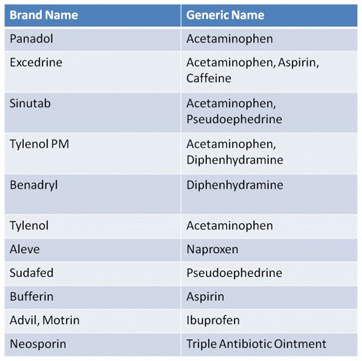 Brand Name Generic Name
Panadol Acetaminophen
Excedrine Acetaminophen, Aspirin,
Caffeine
Sinutab Acetaminophen,
Pseudoephedrine
Tylenol PM Acetaminophen,
Diphenhydramine
Benadryl Diphenhydramine
Tylenol Acetaminophen
Aleve Naproxen
Sudafed Pseudoephedrine
Bufferin Aspirin
Advil, Motrin Ibuprofen
Neosporin Triple Antibiotic Ointment